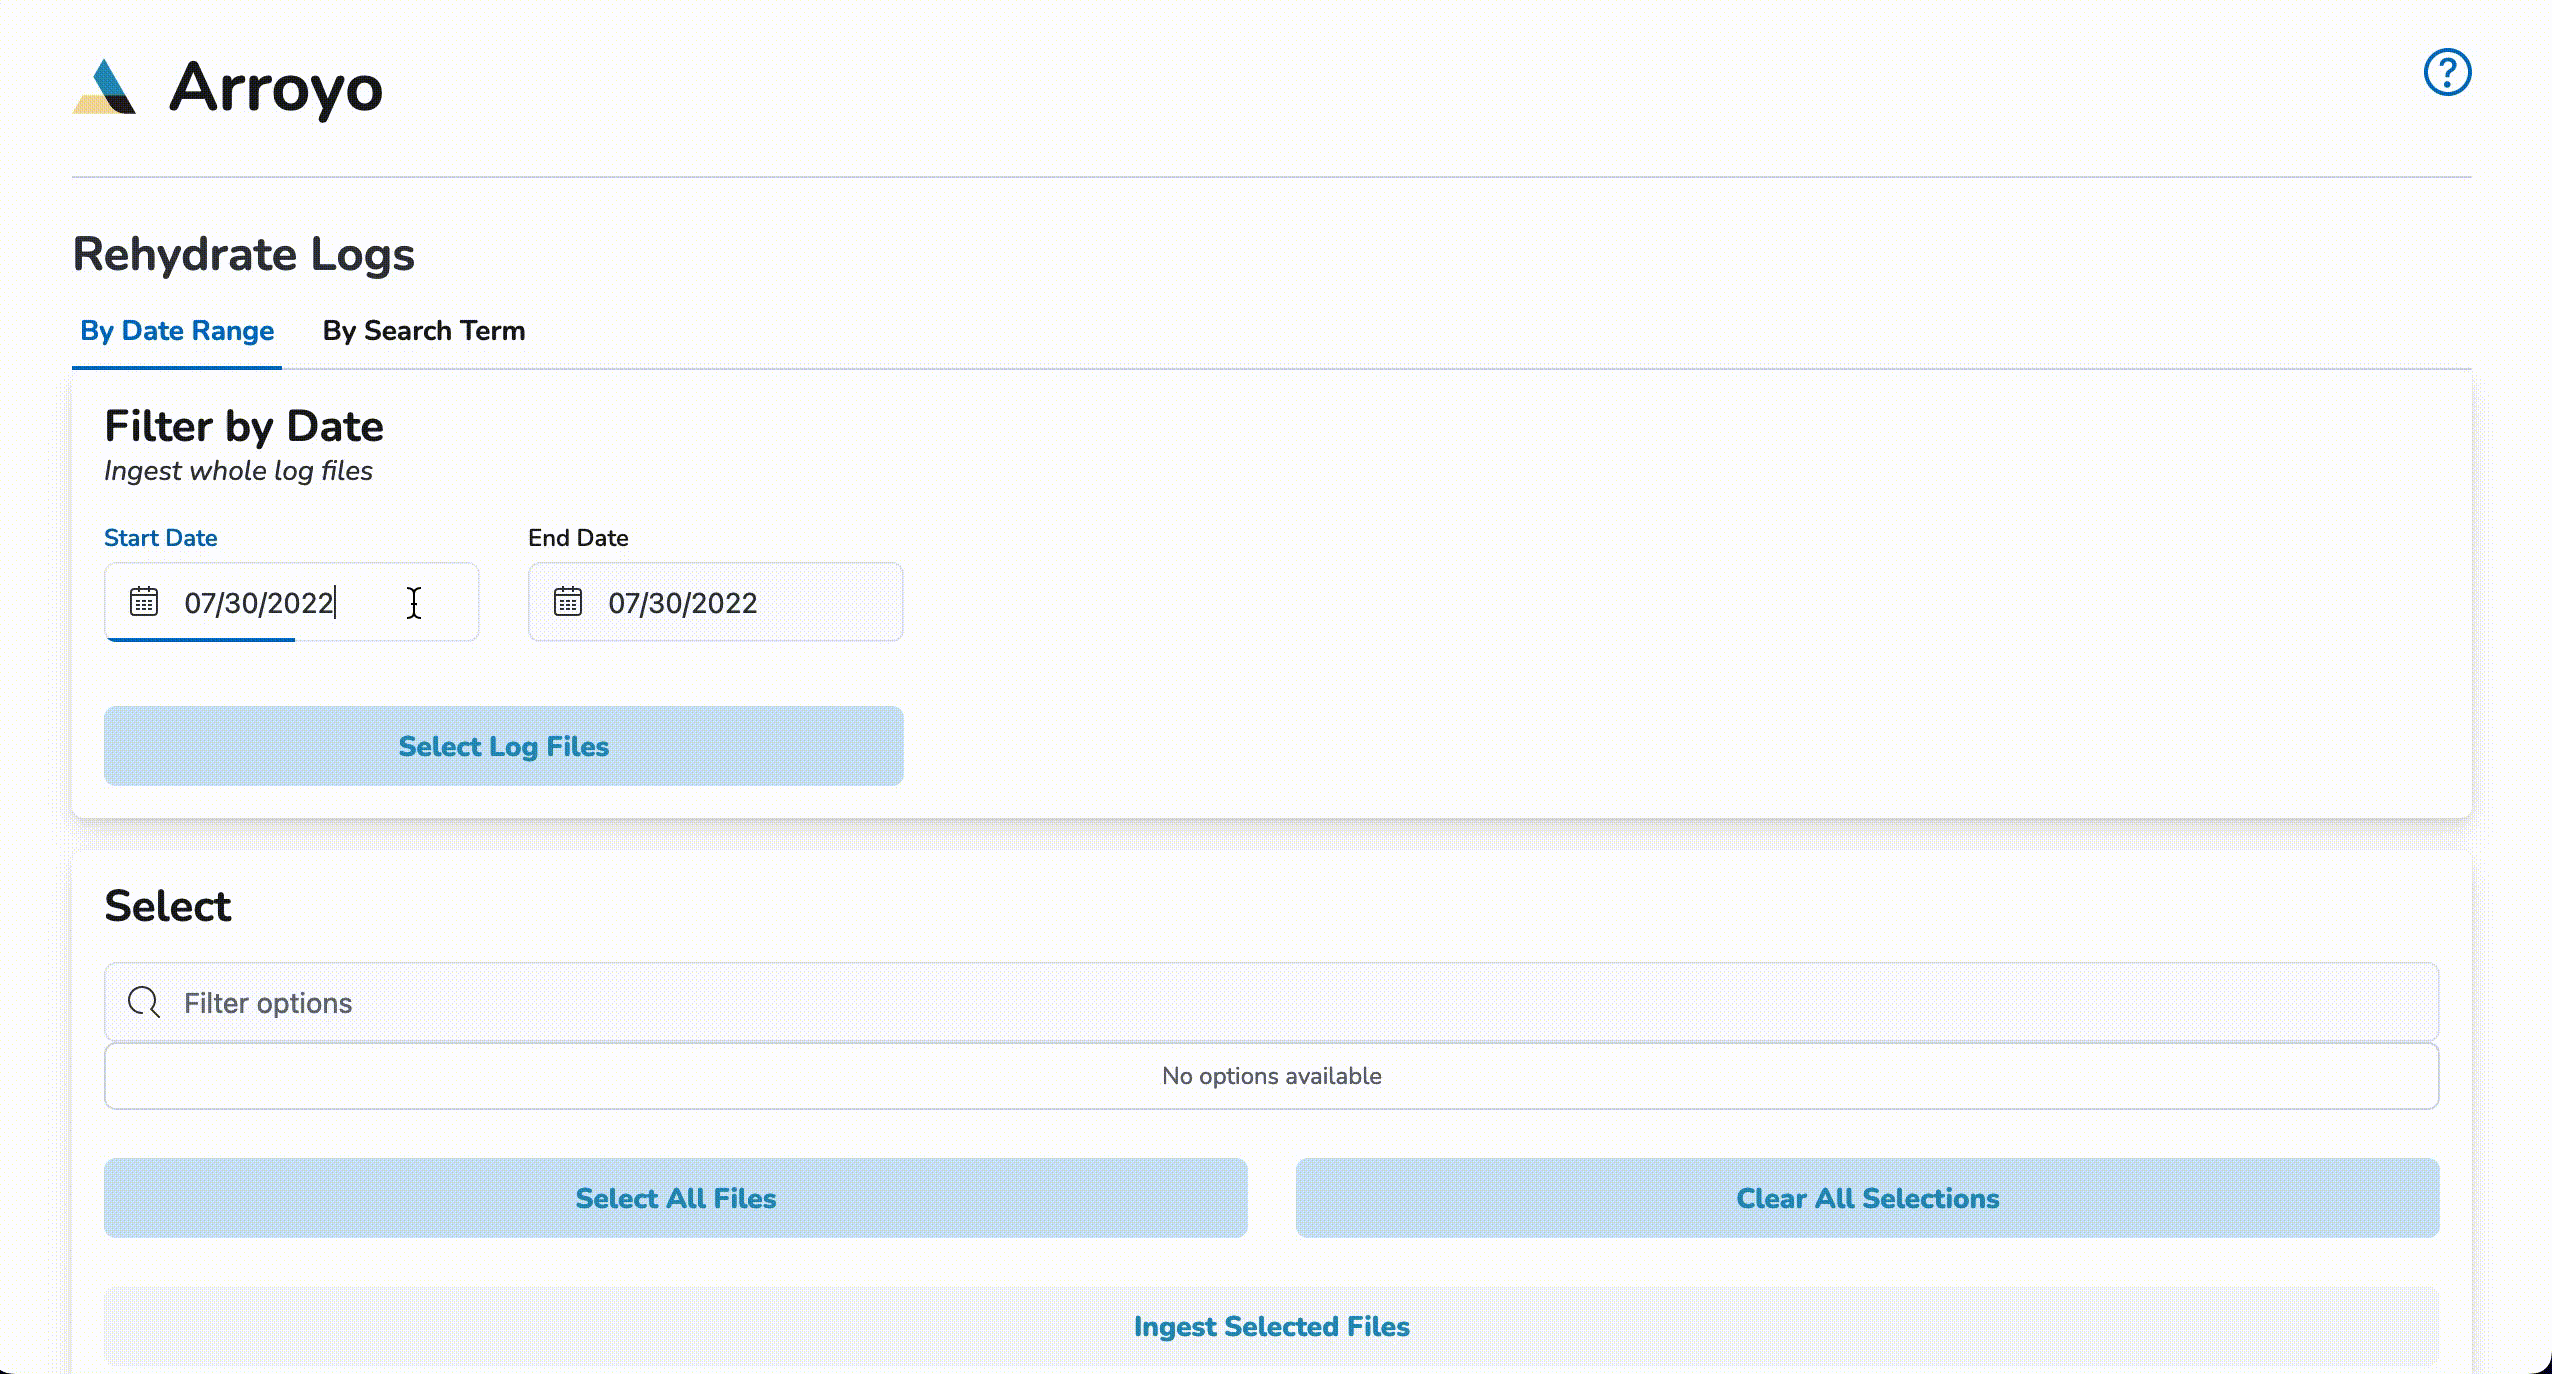 Arroyo
Rehydrate Logs
By Date Range By Search Term
Filter by Date
Ingest whole log files
Start Date End Date
07/30/2022 07/30/2022
Select Log Files
Select
Filter options
No options available
Select All Files Clear All Selections
Ingest Selected Files